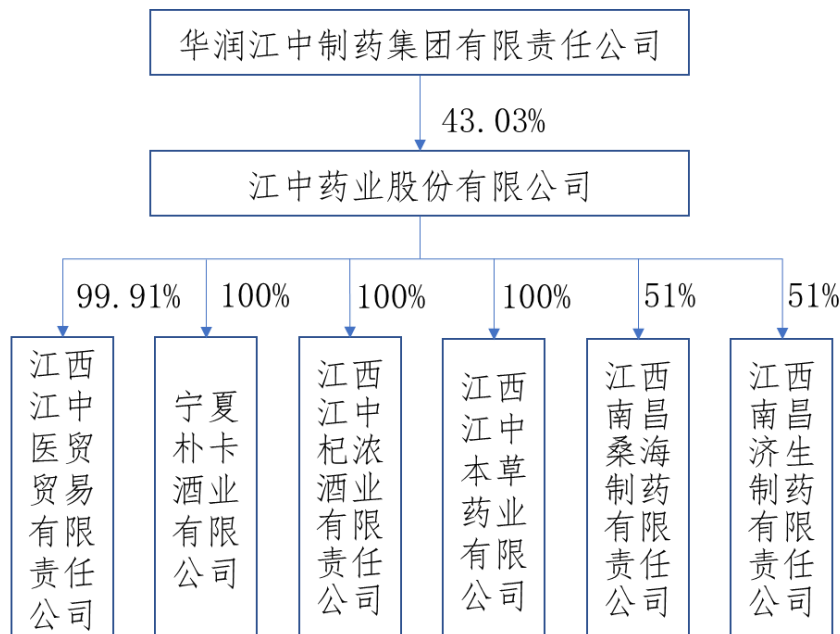 华润江中制药集团有限责任公司
43.03%
江中药业股份有限公司
99.91%
100%
100%
100%
51%
51%
江西
江中
医贸
贸易
有限
责任
公司
宁夏
朴卡
酒业
有限
公司
江西
江中
杞浓
酒业
有限
责任
公司
江西
江中
本草
药业
有限
公司
江西
南昌
桑海
制药
有限
责任
公司
江西
南昌
济生
制药
有限
责任
公司